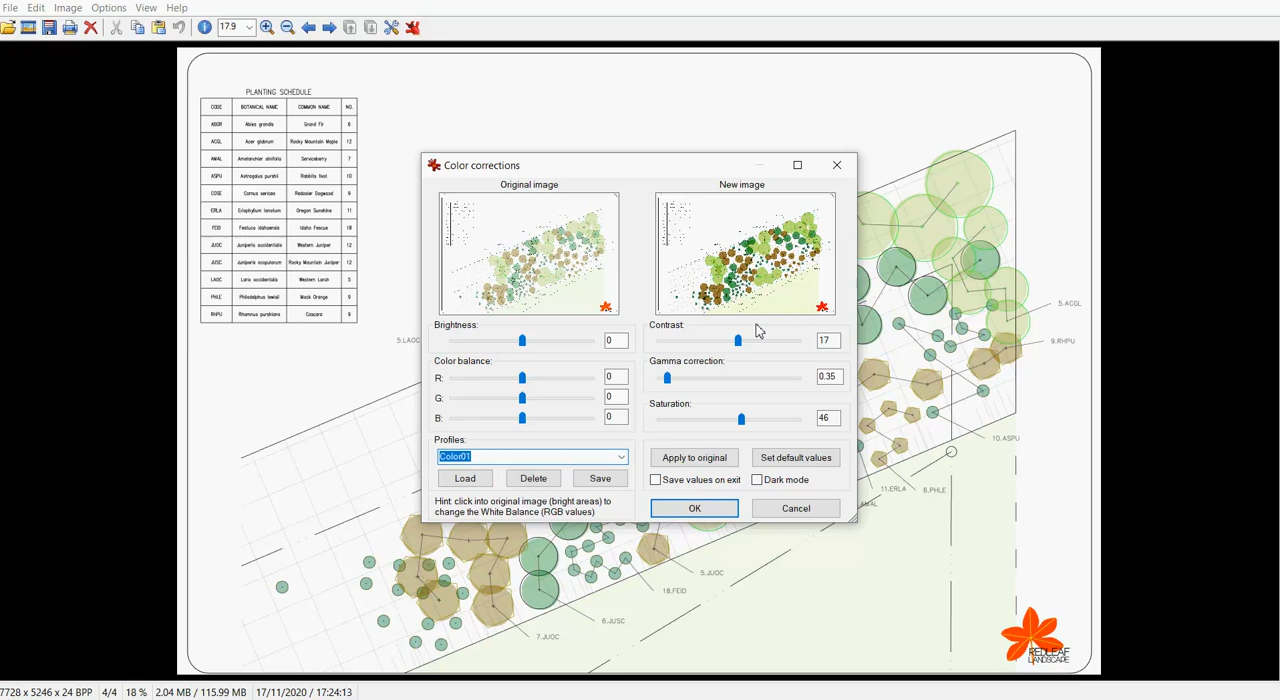 File Edit Image Options View Help
17.9
PLANTING SCHEDULE
CODE BOTANICAL NAME COMMON NAME NO.
ABGR Abies grandis Grand Fir 6
ACGL Acer glabrum Rocky Mountain Maple 12
AMAL Amelanchier alnifolia Serviceberry 7
ASPU Astragalus purshii Rabbits foot 10
COSE Cornus sericea Redosier Dogwood 9
ERLA Eriophyllum lanatum Oregon Sunshine 11
FEID Festuca idahoensis Idaho Fescue 18
JUOC Juniperis occidentalis Western Juniper 12
JUSC Juniperis scopulorum Rocky Mountain Juniper 12
LAOC Larix occidentalis Western Larch 5
PHLE Philadelphus lewisii Mock Orange 9
RHPU Rhamnus purshiana Cascara 9
Color corrections
Original image New image
Brightness: 0
Contrast: 17
Color balance:
R: 0
G: 0
B: 0
Gamma correction: 0.35
Saturation: 46
Profiles:
Color01
Load Delete Save
Hint: click into original image (bright areas) to
change the White Balance (RGB values)
Apply to original Set default values
Save values on exit Dark mode
OK Cancel
5.LAOC
5.ACGL
9.RHPU
10.ASPU
11.ERLA
6.PHLE
AMAL
5.JUOC
18.FEID
6.JUSC
7.JUOC
REDLEAF
LANDSCAPE
7728 x 5246 x 24 BPP 4/4 18 % 2.04 MB / 115.99 MB 17/11/2020 / 17:24:13